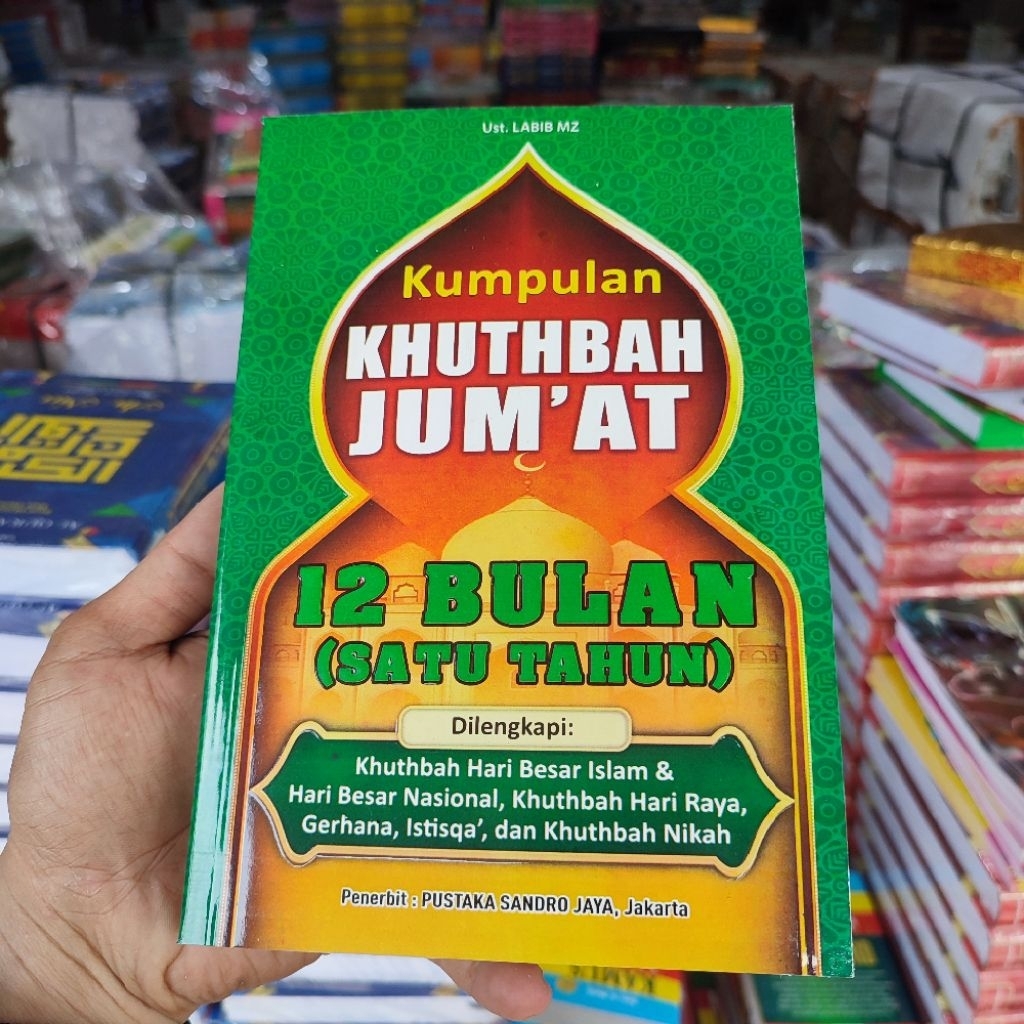 Ust. LABIB MZ
Kumpulan
KHUTHBAH
JUM'AT
12 BULAN
(SATU TAHUN)
Dilengkapi:
Khuthbah Hari Besar Islam &
Hari Besar Nasional, Khuthbah Hari Raya,
Gerhana, Istisqa', dan Khuthbah Nikah
Penerbit : PUSTAKA SANDRO JAYA, Jakarta